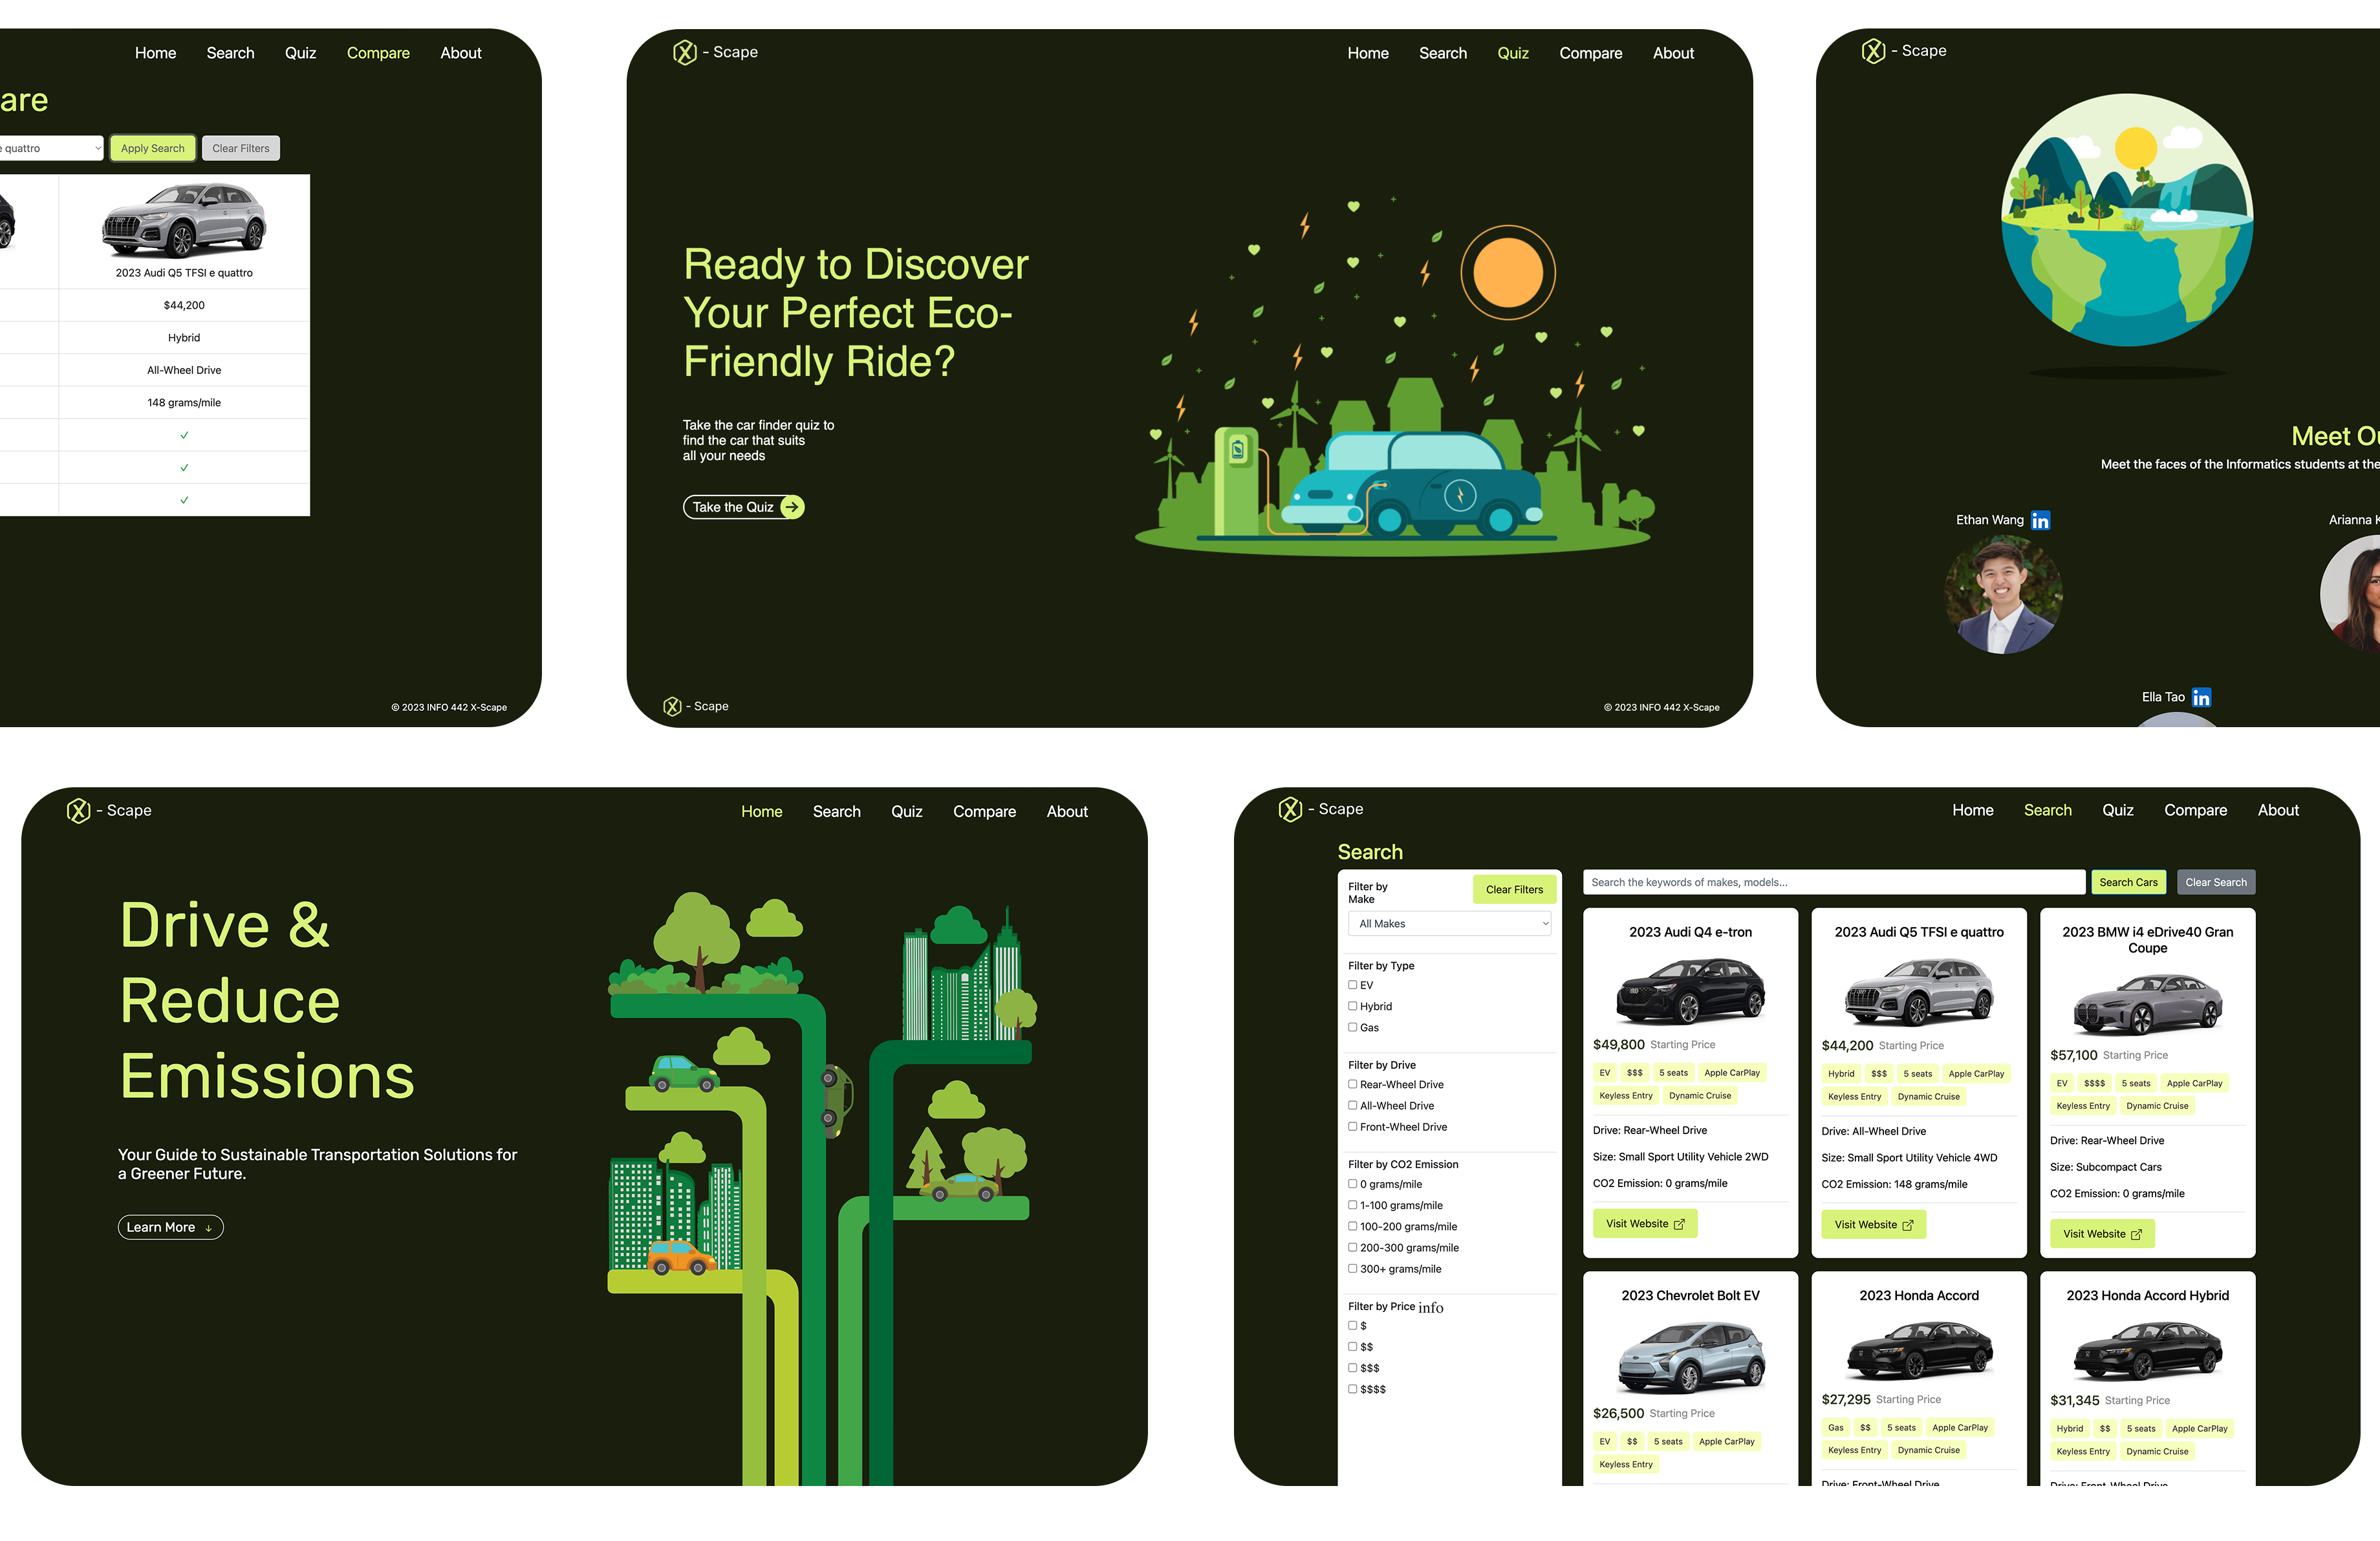 Home Search Quiz Compare About
are
e quattro Apply Search Clear Filters
2023 Audi Q5 TFSI e quattro
$44,200
Hybrid
All-Wheel Drive
148 grams/mile
© 2023 INFO 442 X-Scape
X - Scape
Home Search Quiz Compare About
Ready to Discover
Your Perfect Eco-
Friendly Ride?
Take the car finder quiz to
find the car that suits
all your needs
Take the Quiz
X - Scape
© 2023 INFO 442 X-Scape
X - Scape
Meet Ou
Meet the faces of the Informatics students at the
Ethan Wang in
Arianna K
Ella Tao in
X - Scape
Home Search Quiz Compare About
Drive &
Reduce
Emissions
Your Guide to Sustainable Transportation Solutions for
a Greener Future.
Learn More ↓
X - Scape
Home Search Quiz Compare About
Search
Filter by
Make
Clear Filters
All Makes
Filter by Type
EV
Hybrid
Gas
Filter by Drive
Rear-Wheel Drive
All-Wheel Drive
Front-Wheel Drive
Filter by CO2 Emission
0 grams/mile
1-100 grams/mile
100-200 grams/mile
200-300 grams/mile
300+ grams/mile
Filter by Price info
$
$$
$$$
$$$$
Search the keywords of makes, models... Search Cars Clear Search
2023 Audi Q4 e-tron
$49,800 Starting Price
EV $$$ 5 seats Apple CarPlay
Keyless Entry Dynamic Cruise
Drive: Rear-Wheel Drive
Size: Small Sport Utility Vehicle 2WD
CO2 Emission: 0 grams/mile
Visit Website
2023 Audi Q5 TFSI e quattro
$44,200 Starting Price
Hybrid $$$ 5 seats Apple CarPlay
Keyless Entry Dynamic Cruise
Drive: All-Wheel Drive
Size: Small Sport Utility Vehicle 4WD
CO2 Emission: 148 grams/mile
Visit Website
2023 BMW i4 eDrive40 Gran
Coupe
$57,100 Starting Price
EV $$$$ 5 seats Apple CarPlay
Keyless Entry Dynamic Cruise
Drive: Rear-Wheel Drive
Size: Subcompact Cars
CO2 Emission: 0 grams/mile
Visit Website
2023 Chevrolet Bolt EV
$26,500 Starting Price
EV $$ 5 seats Apple CarPlay
Keyless Entry
2023 Honda Accord
$27,295 Starting Price
Gas $$ 5 seats Apple CarPlay
Keyless Entry Dynamic Cruise
Drive: Front-Wheel Drive
2023 Honda Accord Hybrid
$31,345 Starting Price
Hybrid $$ 5 seats Apple CarPlay
Keyless Entry Dynamic Cruise
Drive: Front-Wheel Drive